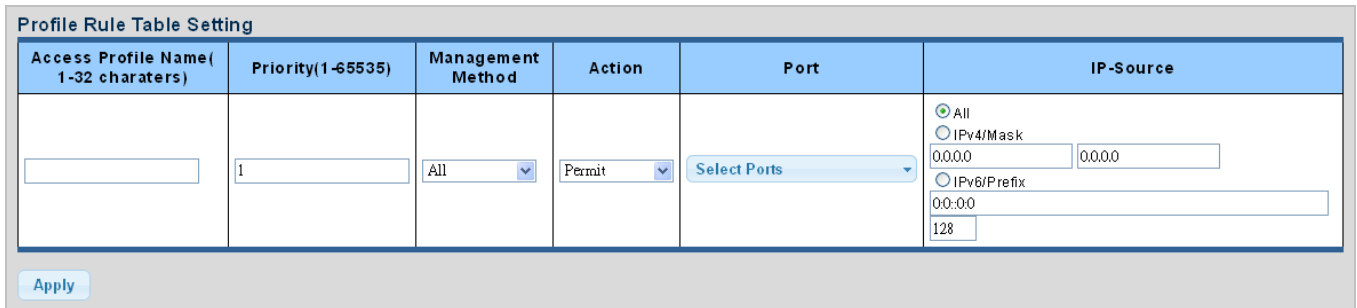 Profile Rule Table Setting
Access Profile Name(
1-32 charaters)
Priority(1-65535)
Management
Method
Action
Port
IP-Source
1
All
Permit
Select Ports
All
IPv4/Mask
0.0.0.0 0.0.0.0
IPv6/Prefix
0:0::0:0
128
Apply